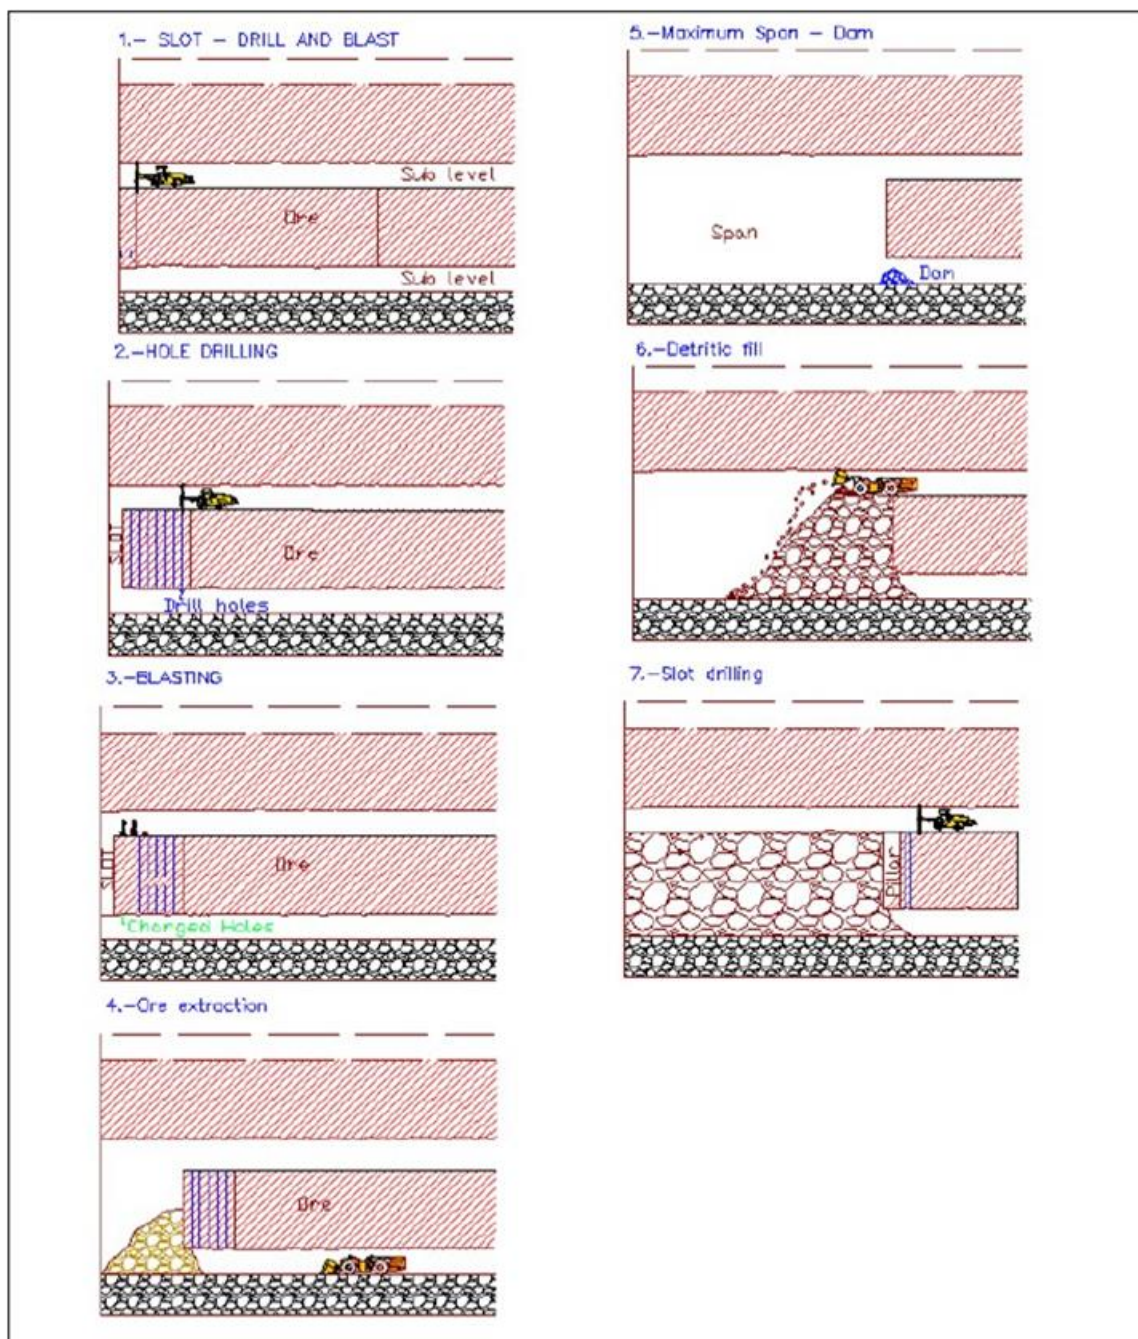 1.- SLOT - DRILL AND BLAST
Sub level
Ore
Sub level
2.-HOLE DRILLING
SLOT
Ore
Drill holes
3.-BLASTING
SLOT
Ore
Charged Holes
4.-Ore extraction
Ore
5.-Maximum Span - Dam
Span
Dam
6.-Detritic fill
7.-Slot drilling
Pillar